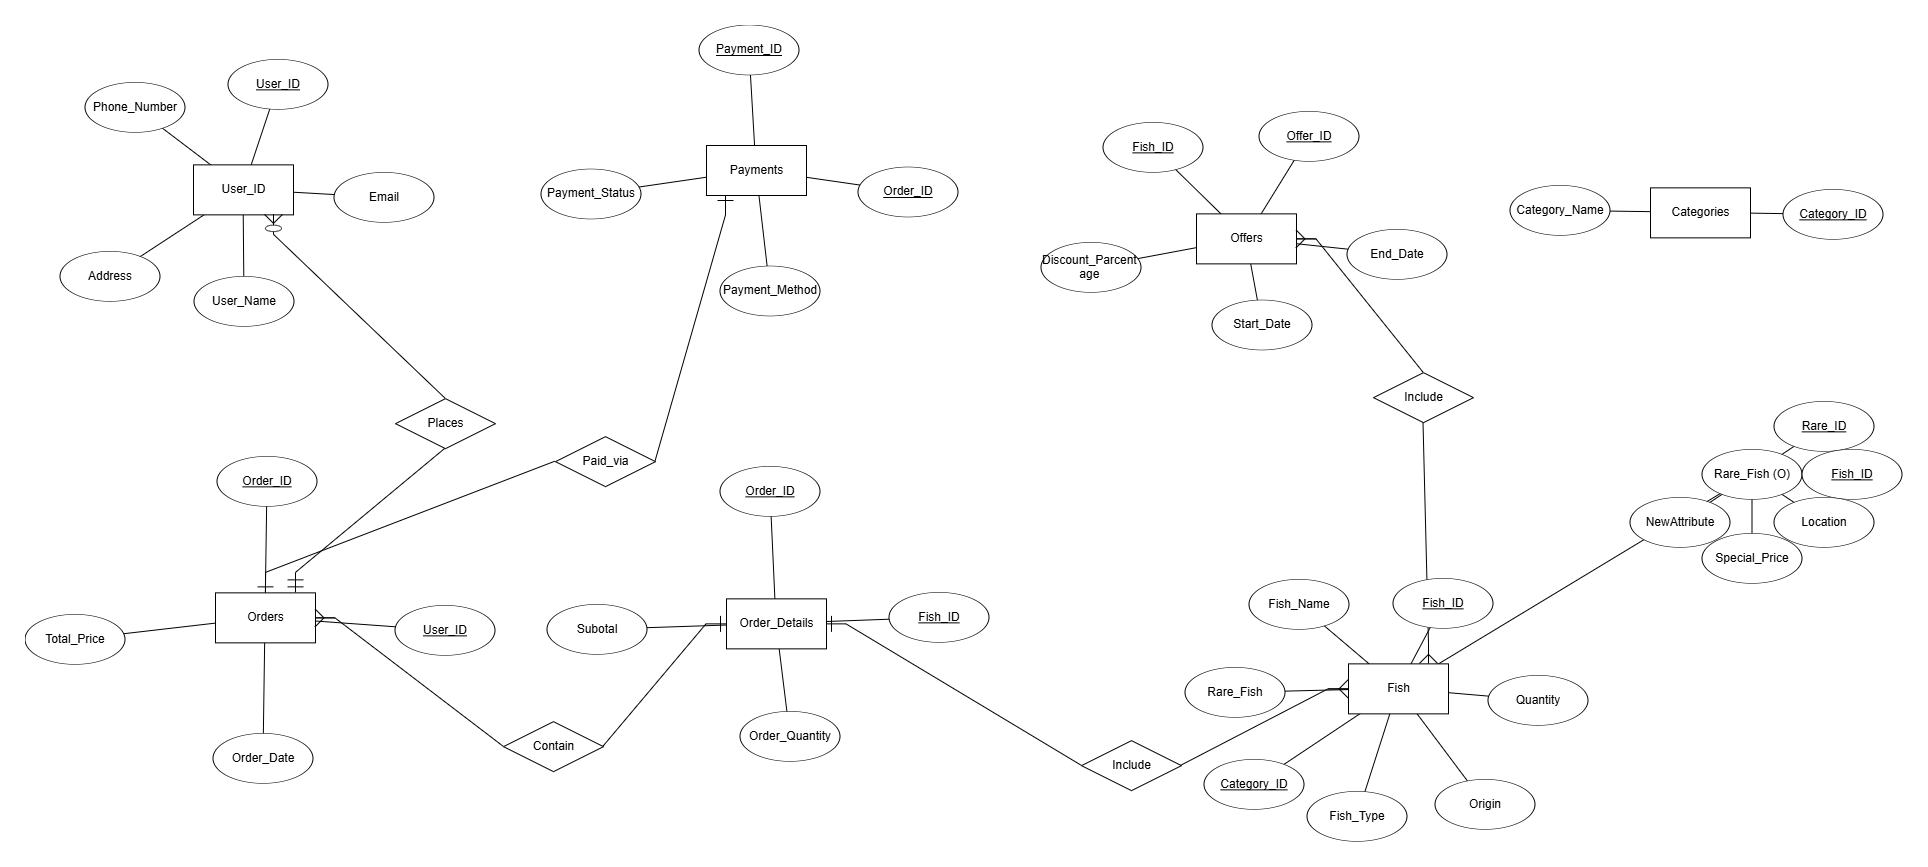 Payment_ID
User_ID
Phone_Number
User_ID
Email
Address
User_Name
Payments
Payment_Status
Order_ID
Payment_Method
Fish_ID
Offer_ID
Offers
Discount_Parcent
age
End_Date
Start_Date
Category_Name
Categories
Category_ID
Places
Paid_via
Include
Rare_ID
Rare_Fish (O)
Fish_ID
NewAttribute
Location
Special_Price
Order_ID
Orders
Total_Price
User_ID
Order_Date
Order_ID
Subotal
Order_Details
Fish_ID
Order_Quantity
Contain
Include
Fish_Name
Fish_ID
Rare_Fish
Fish
Quantity
Category_ID
Fish_Type
Origin